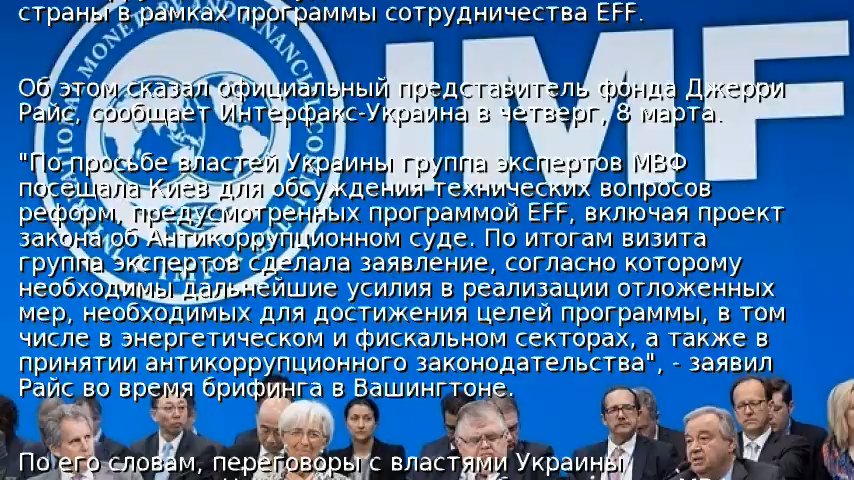 страны в рамках программы сотрудничества EFF.
Об этом сказал официальный представитель фонда Джерри
Райс, сообщает Интерфакс-Украина в четверг, 8 марта.
"По просьбе властей Украины группа экспертов МВФ
посещала Киев для обсуждения технических вопросов
реформ, предусмотренных программой EFF, включая проект
закона об Антикоррупционном суде. По итогам визита
группа экспертов сделала заявление, согласно которому
необходимы дальнейшие усилия в реализации отложенных
мер, необходимых для достижения целей программы, в том
числе в энергетическом и фискальном секторах, а также в
принятии антикоррупционного законодательства", - заявил
Райс во время брифинга в Вашингтоне.
По его словам, переговоры с властями Украины
IMF